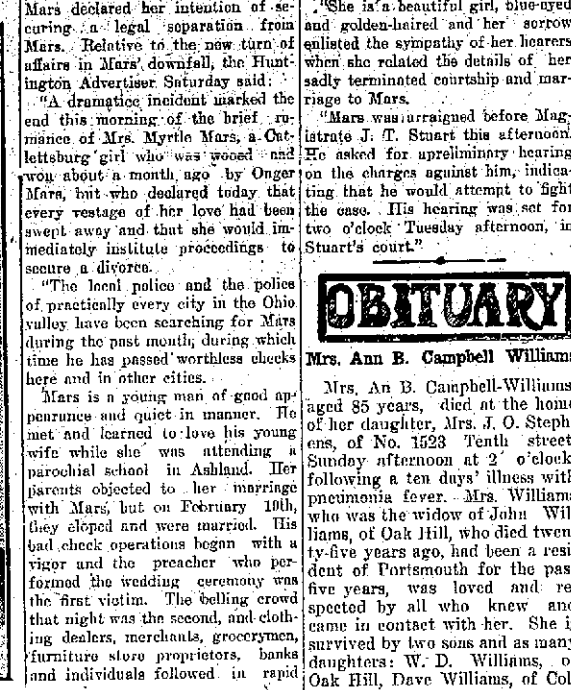 Mars declared her intention of se-
curing a legal separation from
Mars. Relative to the new turn of
affairs in Mars' downfall, the Hunt-
ington Advertiser Saturday said:
"A dramatice incident marked the
end this morning of the brief ro-
mance of Mrs. Myrtle Mars, a Cat-
lettsburg girl who was wooed and
won about a month ago by Onger
Mars, but who declared today that
every vestage of her love had been
swept away and that she would im-
mediately institute proceedings to
secure a divorce.
"The local police and the police
of practically every city in the Ohio
valley have been searching for Mars
during the past month, during which
time he has passed worthless checks
here and in other cities.
Mars is a young man of good ap-
pearance and quiet in manner. He
met and learned to love his young
wife while she was attending a
parochial school in Ashland. Her
parents objected to her marriage
with Mars, but on February 19th,
they eloped and were married. His
bad check operations began with a
vigor and the preacher who per-
formed the wedding ceremony was
the first victim. The belling crowd
that night was the second, and cloth-
ing dealers, merchants, grocerymen,
furniture store proprietors, banks
and individuals followed in rapid
"She is a beautiful girl, blue-eyed
and golden-haired and her sorrow
enlisted the sympathy of her hearers
when she related the details of her
sadly terminated courtship and mar-
riage to Mars.
"Mars was arraigned before Mag-
istrate J. T. Stuart this afternoon.
He asked for apreliminary hearing
on the charges against him, indica-
ting that he would attempt to fight
the case. His hearing was set for
two o'clock Tuesday afternoon, in
Stuart's court."
OBITUARY
Mrs. Ann B. Campbell Williams
Mrs. An B. Campbell-Williams
aged 85 years, died at the home
of her daughter, Mrs. J. O. Steph
ens, of No. 1523 Tenth street
Sunday afternoon at 2 o'clock
following a ten days' illness with
pneumonia fever. Mrs. Williams
who was the widow of John Wil
liams, of Oak Hill, who died twen
ty-five years ago, had been a resi
dent of Portsmouth for the pas
five years, was loved and re
spected by all who knew and
came in contact with her. She i
survived by two sons and as many
daughters: W. D. Williams, o
Oak Hill, Dave Williams, of Col